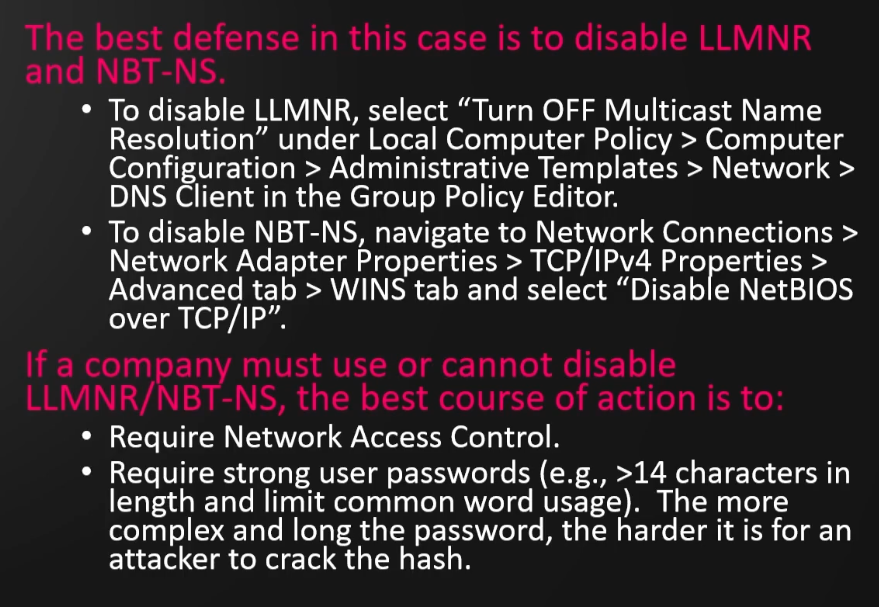 The best defense in this case is to disable LLMNR
and NBT-NS.
• To disable LLMNR, select “Turn OFF Multicast Name
Resolution” under Local Computer Policy > Computer
Configuration > Administrative Templates > Network >
DNS Client in the Group Policy Editor.
• To disable NBT-NS, navigate to Network Connections >
Network Adapter Properties > TCP/IPv4 Properties >
Advanced tab > WINS tab and select “Disable NetBIOS
over TCP/IP”.
If a company must use or cannot disable
LLMNR/NBT-NS, the best course of action is to:
• Require Network Access Control.
• Require strong user passwords (e.g., >14 characters in
length and limit common word usage).  The more
complex and long the password, the harder it is for an
attacker to crack the hash.